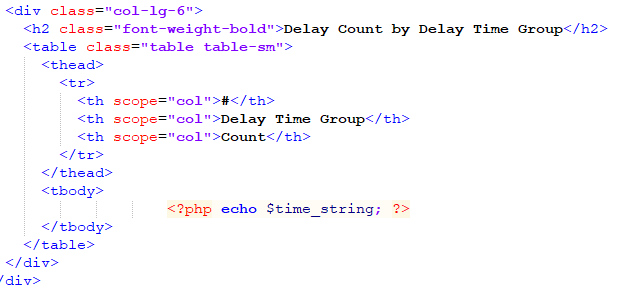 <div class="col-lg-6">
<h2 class="font-weight-bold">Delay Count by Delay Time Group</h2>
<table class="table table-sm">
<thead>
<tr>
<th scope="col">#</th>
<th scope="col">Delay Time Group</th>
<th scope="col">Count</th>
</tr>
</thead>
<tbody>
<?php echo $time_string; ?>
</tbody>
</table>
</div>
/div>